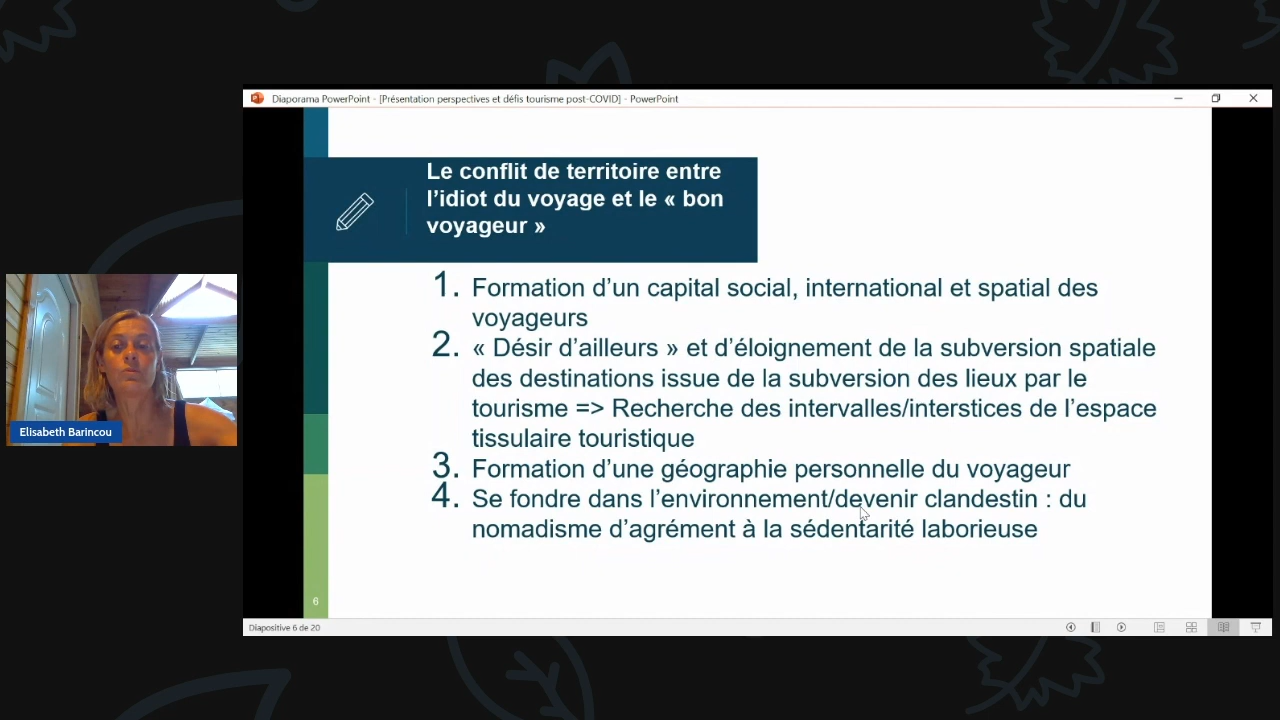 Diaporama PowerPoint - [Présentation perspectives et défis tourisme post-COVID] - PowerPoint
Le conflit de territoire entre
l’idiot du voyage et le « bon
voyageur »
1. Formation d’un capital social, international et spatial des
voyageurs
2. « Désir d’ailleurs » et d’éloignement de la subversion spatiale
des destinations issue de la subversion des lieux par le
tourisme => Recherche des intervalles/interstices de l’espace
tissulaire touristique
3. Formation d’une géographie personnelle du voyageur
4. Se fondre dans l’environnement/devenir clandestin : du
nomadisme d’agrément à la sédentarité laborieuse
Elisabeth Barincou
6
Diapositive 6 de 20